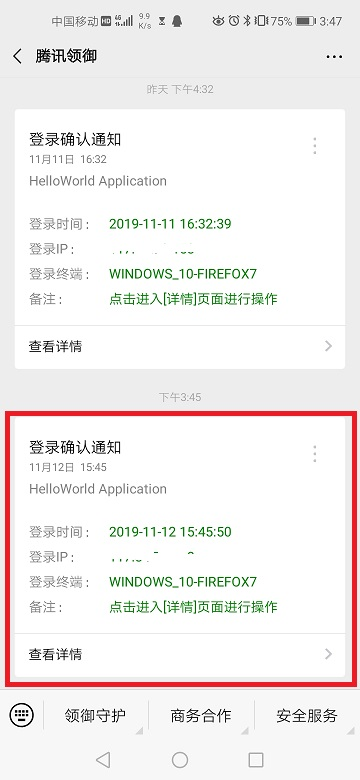 中国移动 HD 4G 9.9 K/s 75% 3:47
腾讯领御
昨天 下午4:32
登录确认通知
11月11日 16:32
HelloWorld Application
登录时间： 2019-11-11 16:32:39
登录IP：
登录终端： WINDOWS_10-FIREFOX7
备注： 点击进入[详情]页面进行操作
查看详情
下午3:45
登录确认通知
11月12日 15:45
HelloWorld Application
登录时间： 2019-11-12 15:45:50
登录IP：
登录终端： WINDOWS_10-FIREFOX7
备注： 点击进入[详情]页面进行操作
查看详情
领御守护 商务合作 安全服务